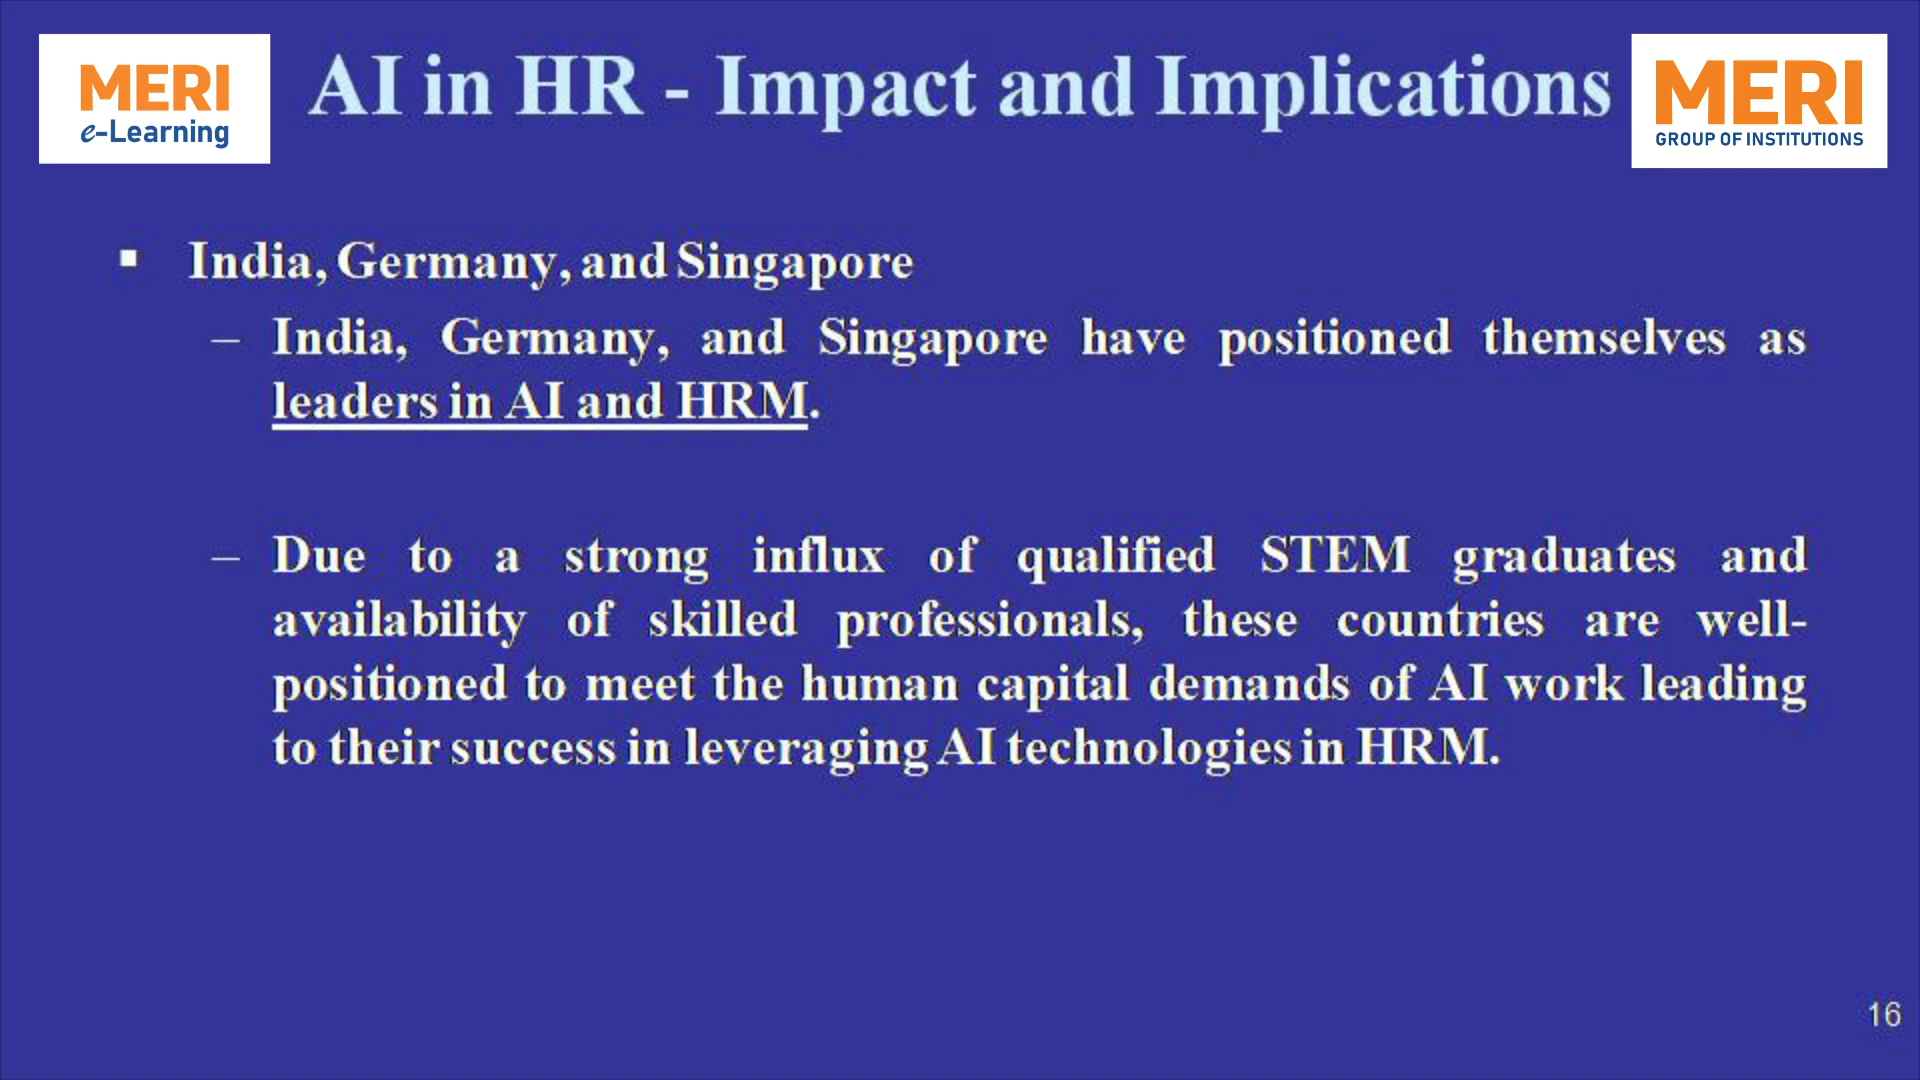 MERI
e-Learning
AI in HR - Impact and Implications
MERI
GROUP OF INSTITUTIONS
▪ India, Germany, and Singapore
– India, Germany, and Singapore have positioned themselves as
leaders in AI and HRM.
– Due to a strong influx of qualified STEM graduates and
availability of skilled professionals, these countries are well-
positioned to meet the human capital demands of AI work leading
to their success in leveraging AI technologies in HRM.
16